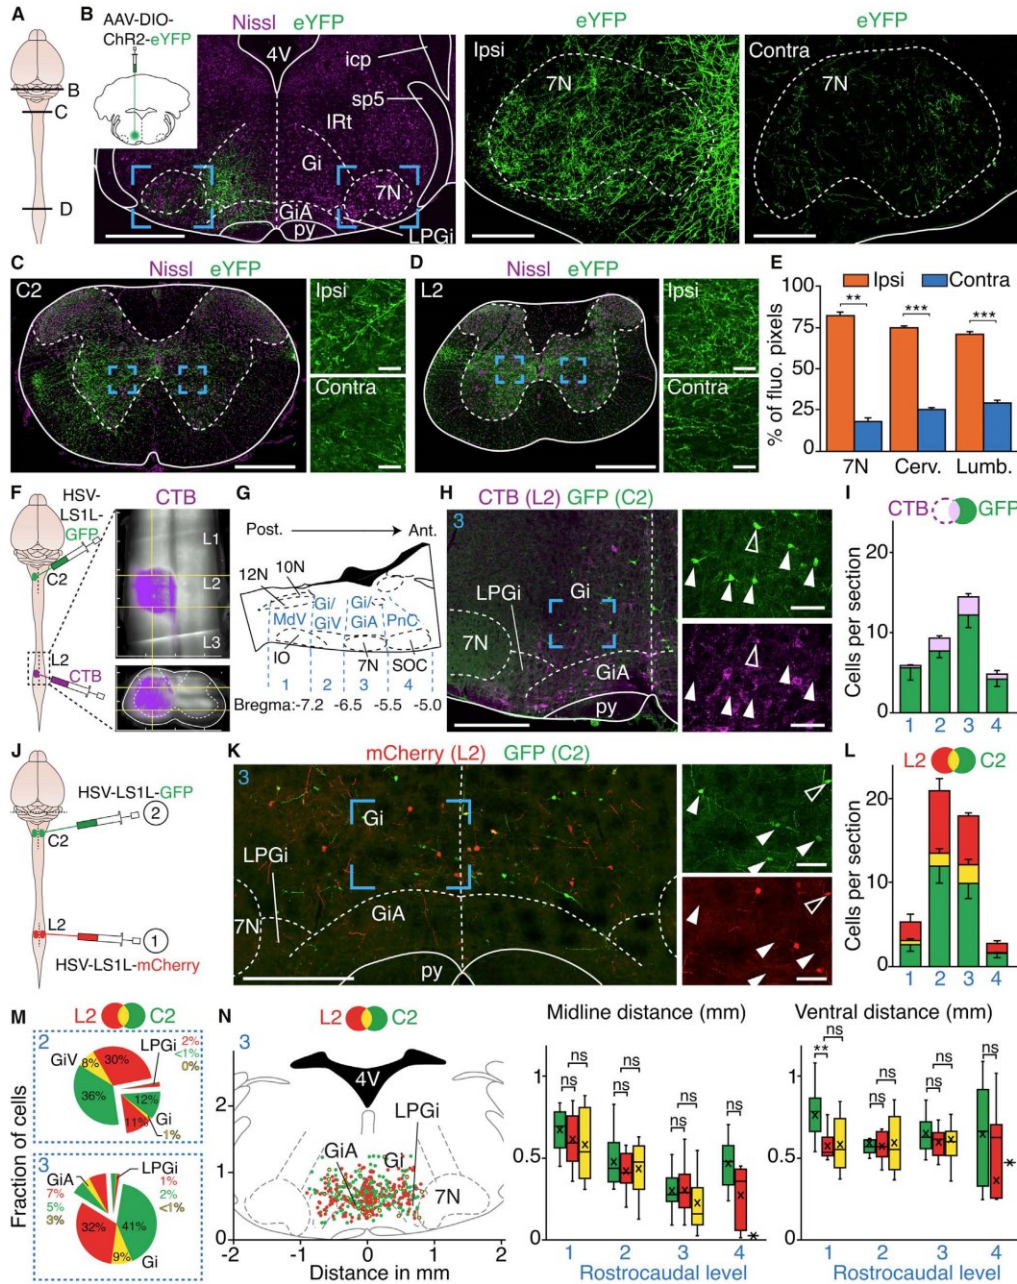 A
B
C
D
AAV-DIO-
ChR2-eYFP
B
Nissl eYFP
4V
icp
sp5
IRt
Gi
7N
GiA
py
LPGi
eYFP
Ipsi
7N
eYFP
Contra
7N
C
Nissl eYFP
C2
Ipsi
Contra
D
Nissl eYFP
L2
Ipsi
Contra
E
Ipsi Contra
% of fluo. pixels
100
75
50
25
0
** *** ***
7N Cerv. Lumb.
F
HSV-
LS1L-
GFP
C2
L2
CTB
CTB
L1
L2
L3
G
Post. Ant.
12N 10N
MdV Gi/ GiV Gi/ GiA PnC
IO 7N SOC
1 2 3 4
Bregma: -7.2 -6.5 -5.5 -5.0
H
CTB (L2) GFP (C2)
3
Gi
LPGi
7N
GiA
py
I
CTB GFP
Cells per section
20
10
0
1 2 3 4
J
HSV-LS1L-GFP
2
C2
L2
1
HSV-LS1L-mCherry
K
mCherry (L2) GFP (C2)
3
Gi
LPGi
7N
GiA
py
L
L2 C2
Cells per section
20
10
0
1 2 3 4
M
L2 C2
Fraction of cells
2
GiV
8% 30%
LPGi
2%
<1%
0%
36% 12%
11% Gi
1%
3
GiA
7%
5%
3%
LPGi
1%
2%
<1%
32% 41%
9% Gi
N
L2 C2
3
4V
LPGi
GiA
Gi
7N
2
1
0
-2 -1 0 1 2
Distance in mm
Midline distance (mm)
1
0
ns ns ns ns ns ns ns
1 2 3 4
Rostrocaudal level
Ventral distance (mm)
1
0
** ns ns ns ns ns ns
1 2 3 4
Rostrocaudal level